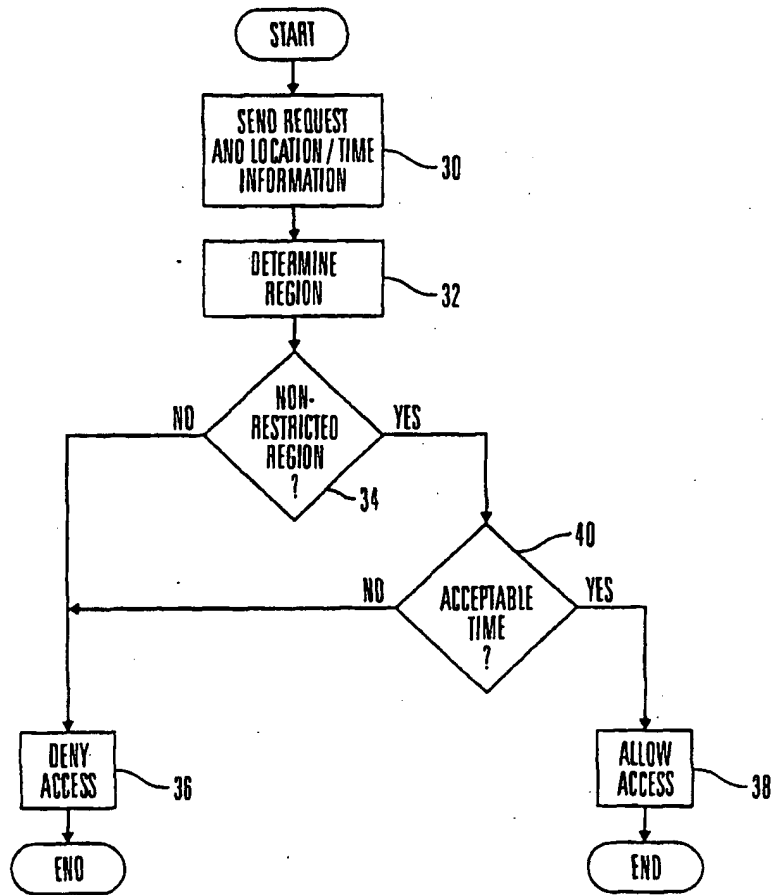 START
SEND REQUEST
AND LOCATION / TIME
INFORMATION
30
DETERMINE
REGION
32
NON-
RESTRICTED
REGION
?
NO
YES
34
40
ACCEPTABLE
TIME
?
NO
YES
DENY
ACCESS
36
ALLOW
ACCESS
38
END
END